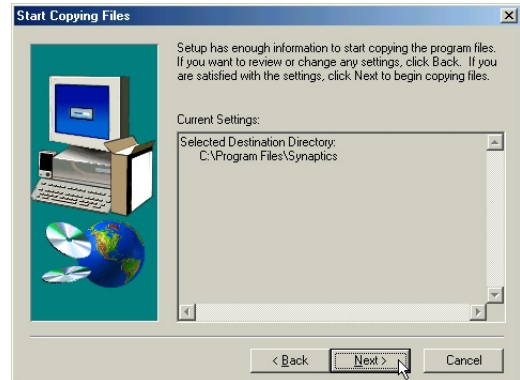 Start Copying Files
Setup has enough information to start copying the program files.
If you want to review or change any settings, click Back.  If you
are satisfied with the settings, click Next to begin copying files.
Current Settings:
Selected Destination Directory:
C:\Program Files\Synaptics
< Back
Next >
Cancel